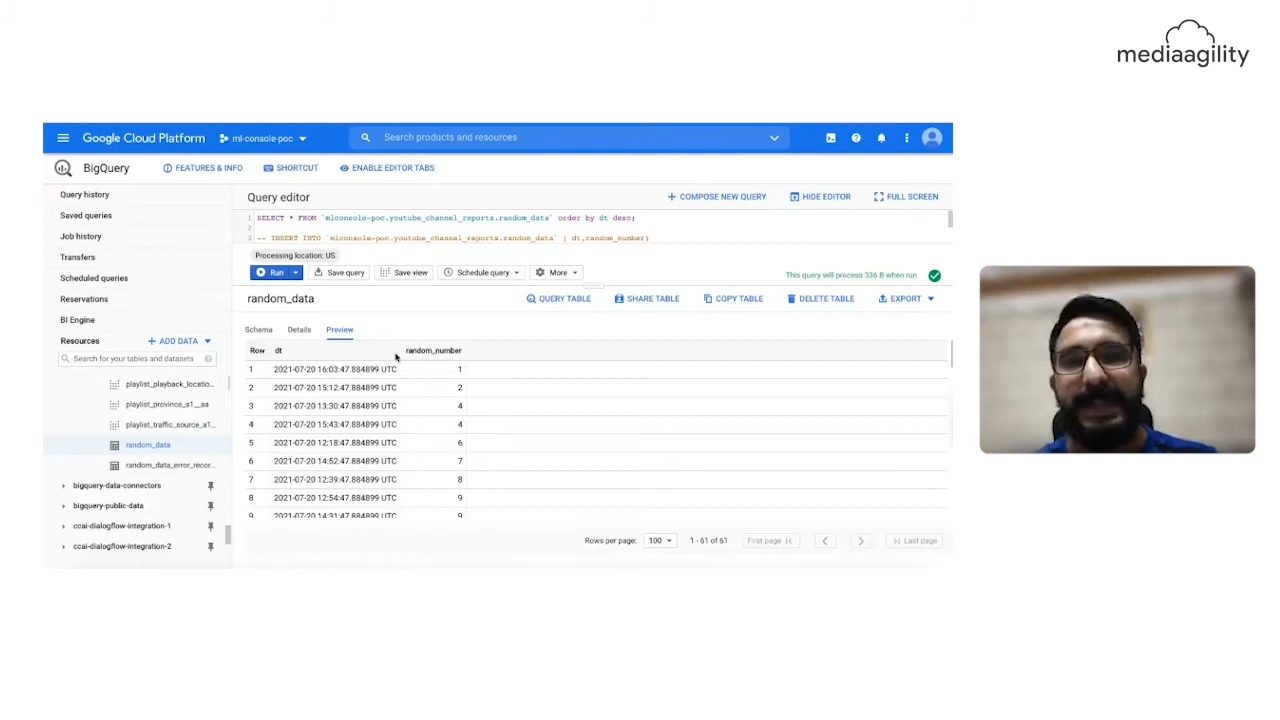 mediaagility
Google Cloud Platform ml-console-poc Search products and resources
BigQuery FEATURES & INFO SHORTCUT ENABLE EDITOR TABS
Query history
Saved queries
Job history
Transfers
Scheduled queries
Reservations
BI Engine
Resources + ADD DATA
Search for your tables and datasets
playlist_playback_locatio...
playlist_province_a1__aa
playlist_traffic_source_a1...
random_data
random_data_error_recor...
bigquery-data-connectors
bigquery-public-data
ccai-dialogflow-integration-1
ccai-dialogflow-integration-2
Query editor + COMPOSE NEW QUERY HIDE EDITOR FULL SCREEN
1 SELECT * FROM `mlconsole-poc.youtube_channel_reports.random_data` order by dt desc;
2
3 -- INSERT INTO `mlconsole-poc.youtube_channel_reports.random_data` ( dt,random_number)
Processing location: US
Run Save query Save view Schedule query More This query will process 336 B when run.
random_data QUERY TABLE SHARE TABLE COPY TABLE DELETE TABLE EXPORT
Schema Details Preview
Row dt random_number
1 2021-07-20 16:03:47.884899 UTC 1
2 2021-07-20 15:12:47.884899 UTC 2
3 2021-07-20 13:30:47.884899 UTC 4
4 2021-07-20 15:43:47.884899 UTC 4
5 2021-07-20 12:18:47.884899 UTC 6
6 2021-07-20 14:52:47.884899 UTC 7
7 2021-07-20 12:39:47.884899 UTC 8
8 2021-07-20 12:54:47.884899 UTC 9
9 2021-07-20 14:31:47.884899 UTC 9
Rows per page: 100 1 - 61 of 61 First page Last page